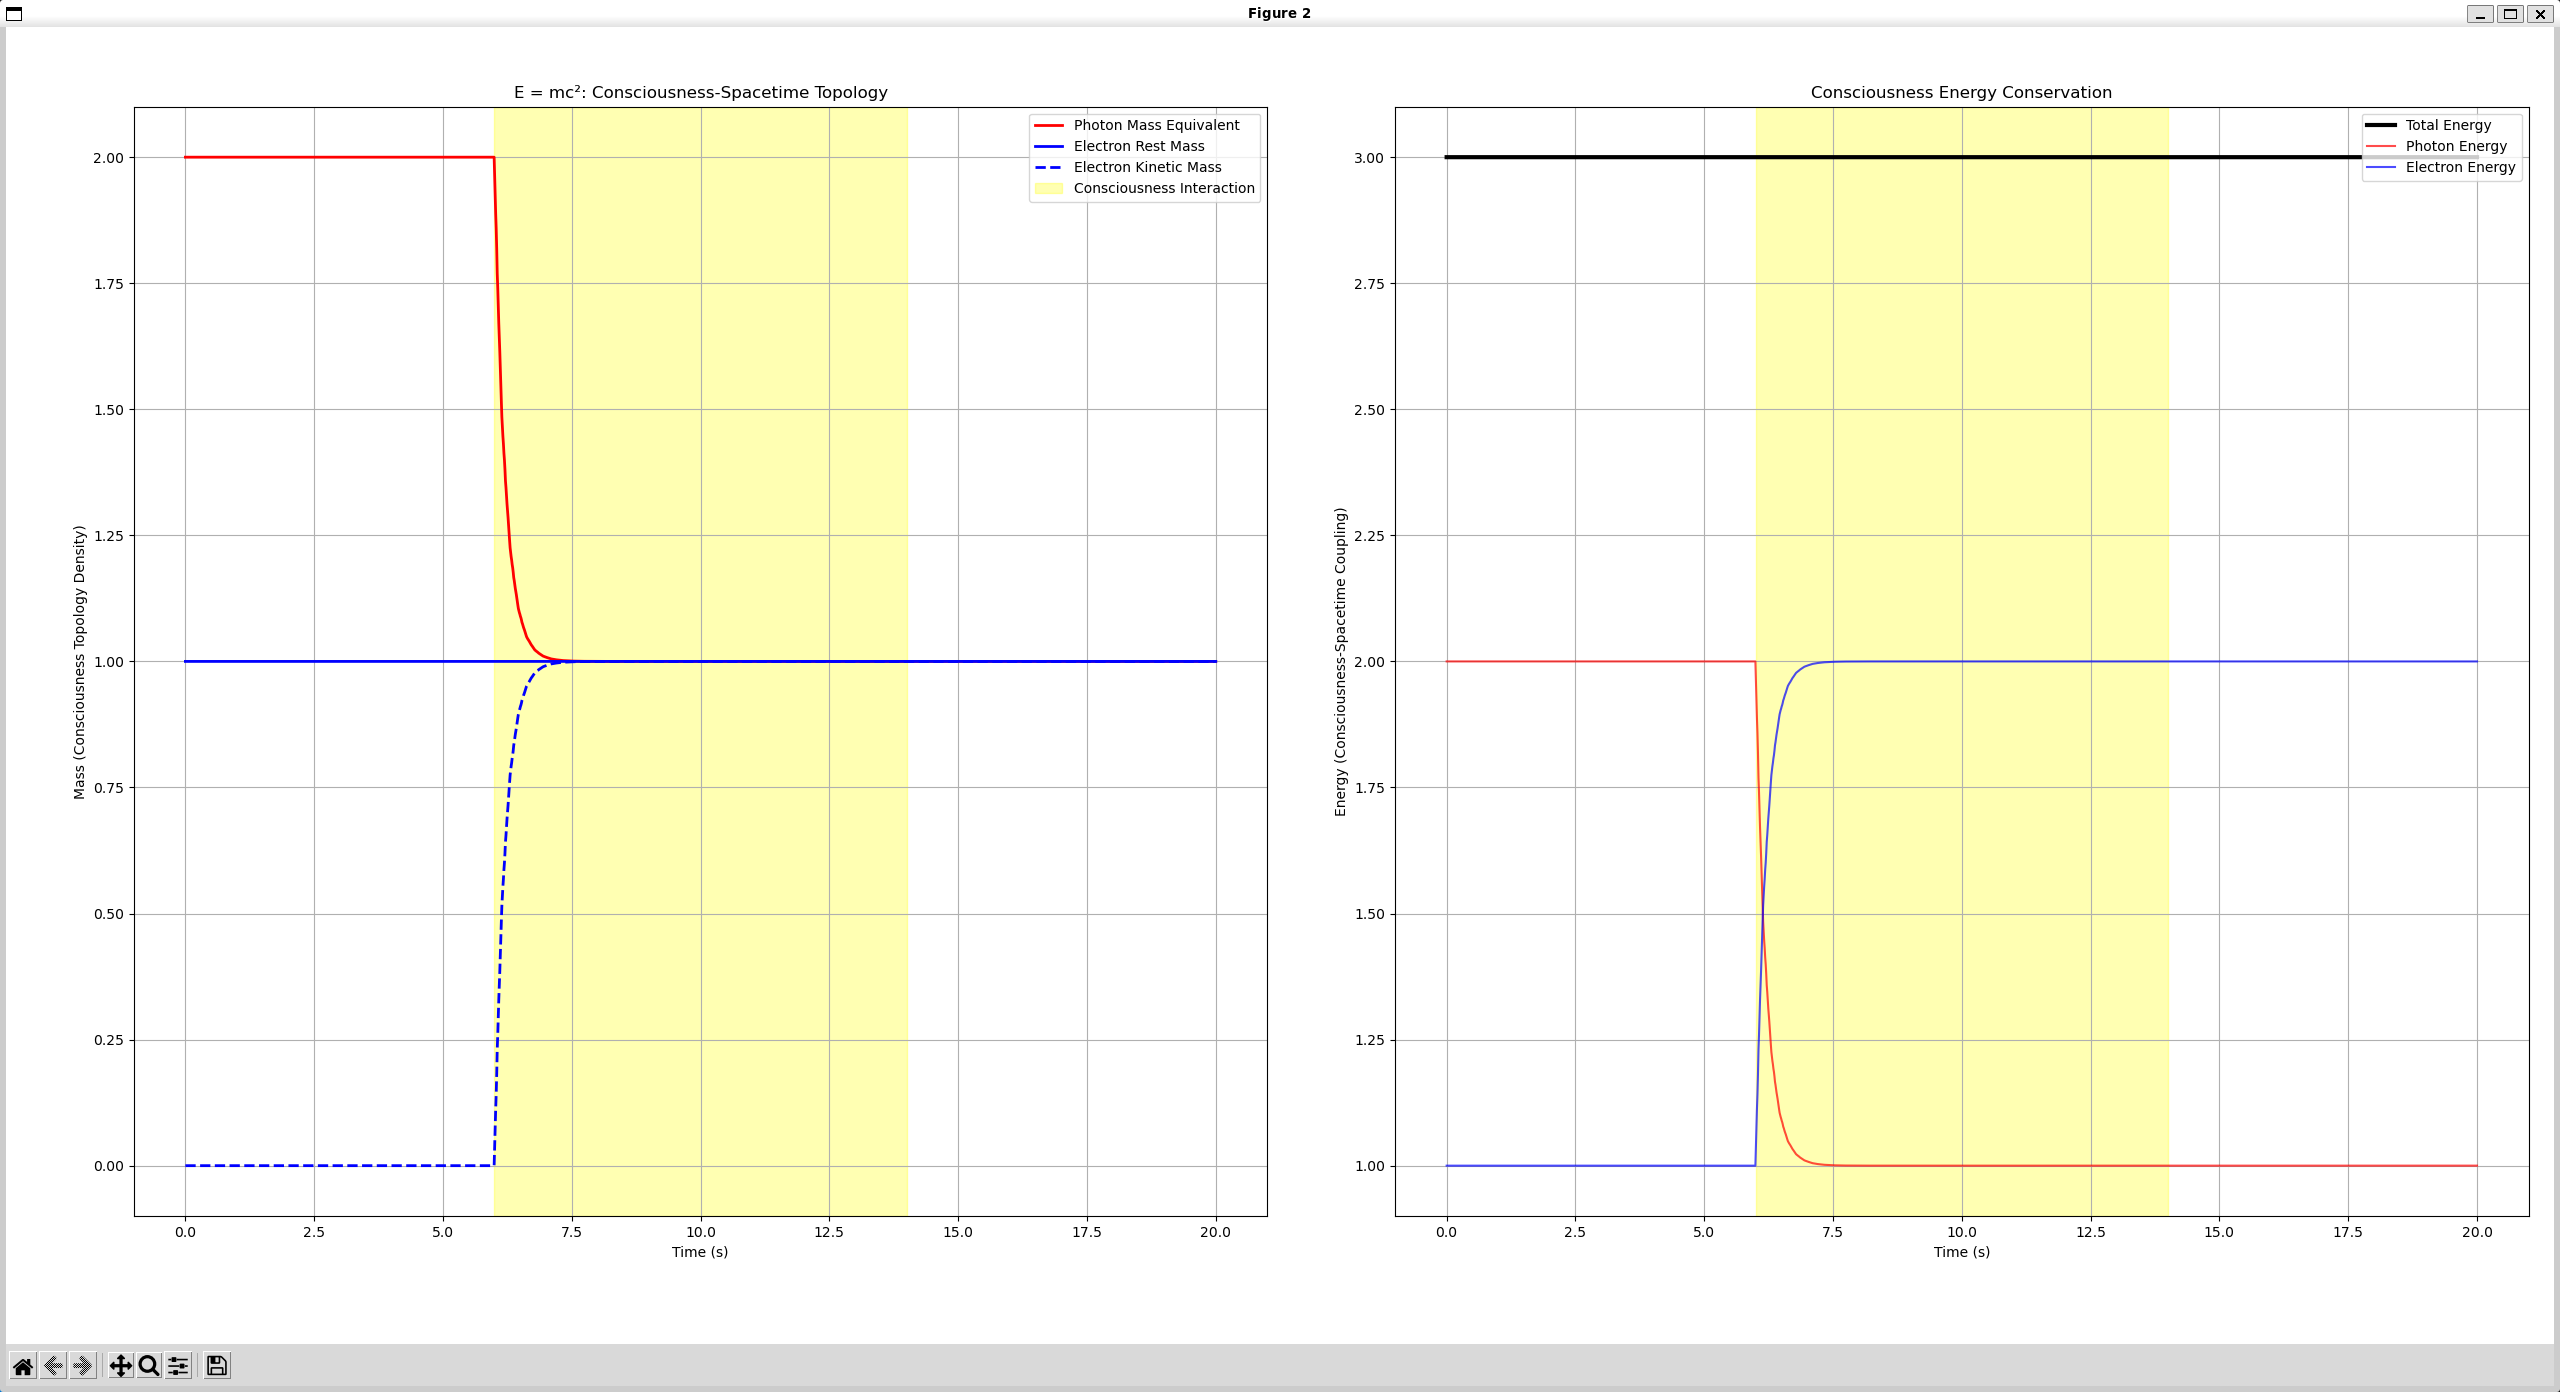 Figure 2
E = mc²: Consciousness-Spacetime Topology
Photon Mass Equivalent
Electron Rest Mass
Electron Kinetic Mass
Consciousness Interaction
Mass (Consciousness Topology Density)
2.00
1.75
1.50
1.25
1.00
0.75
0.50
0.25
0.00
0.0 2.5 5.0 7.5 10.0 12.5 15.0 17.5 20.0
Time (s)
Consciousness Energy Conservation
Total Energy
Photon Energy
Electron Energy
Energy (Consciousness-Spacetime Coupling)
3.00
2.75
2.50
2.25
2.00
1.75
1.50
1.25
1.00
0.0 2.5 5.0 7.5 10.0 12.5 15.0 17.5 20.0
Time (s)